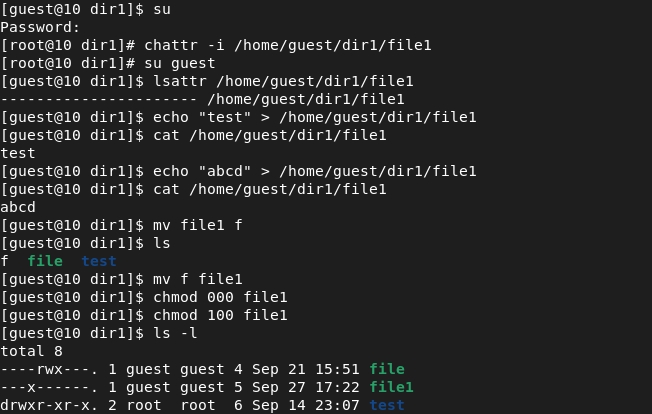 [guest@10 dir1]$ su
Password:
[root@10 dir1]# chattr -i /home/guest/dir1/file1
[root@10 dir1]# su guest
[guest@10 dir1]$ lsattr /home/guest/dir1/file1
---------------------- /home/guest/dir1/file1
[guest@10 dir1]$ echo "test" > /home/guest/dir1/file1
[guest@10 dir1]$ cat /home/guest/dir1/file1
test
[guest@10 dir1]$ echo "abcd" > /home/guest/dir1/file1
[guest@10 dir1]$ cat /home/guest/dir1/file1
abcd
[guest@10 dir1]$ mv file1 f
[guest@10 dir1]$ ls
f  file  test
[guest@10 dir1]$ mv f file1
[guest@10 dir1]$ chmod 000 file1
[guest@10 dir1]$ chmod 100 file1
[guest@10 dir1]$ ls -l
total 8
----rwx---. 1 guest guest 4 Sep 21 15:51 file
---x------. 1 guest guest 5 Sep 27 17:22 file1
drwxr-xr-x. 2 root  root  6 Sep 14 23:07 test